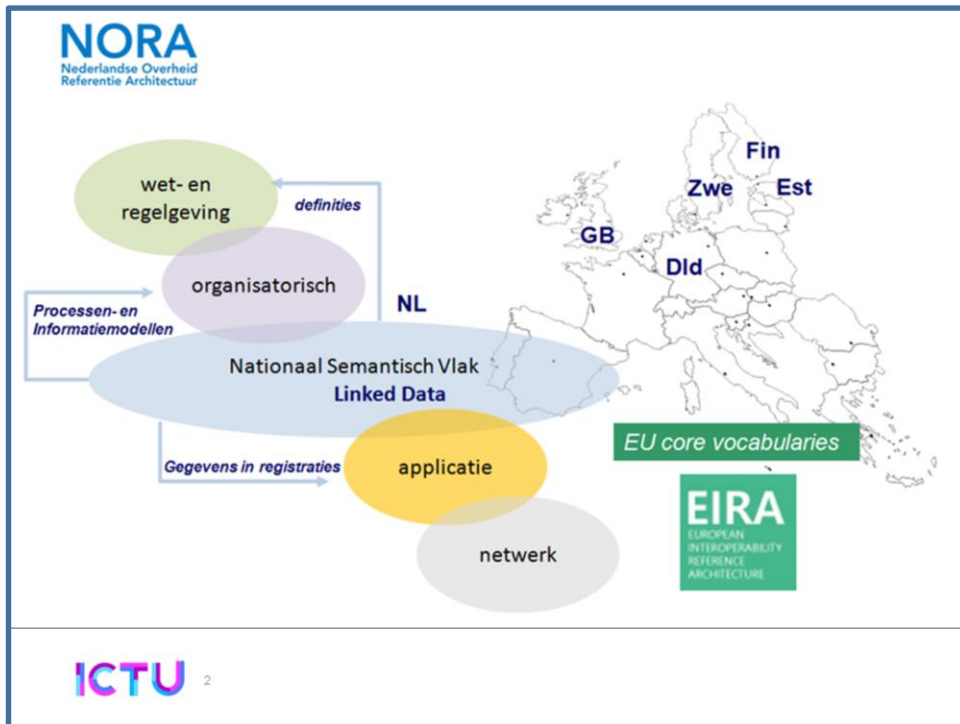 NORA
Nederlandse Overheid
Referentie Architectuur
wet- en
regelgeving
definities
organisatorisch
Processen- en
Informatiemodellen
NL
Nationaal Semantisch Vlak
Linked Data
Gegevens in registraties
applicatie
netwerk
Fin
Zwe
Est
GB
Dld
EU core vocabularies
EIRA
EUROPEAN
INTEROPERABILITY
REFERENCE
ARCHITECTURE
ICTU
2